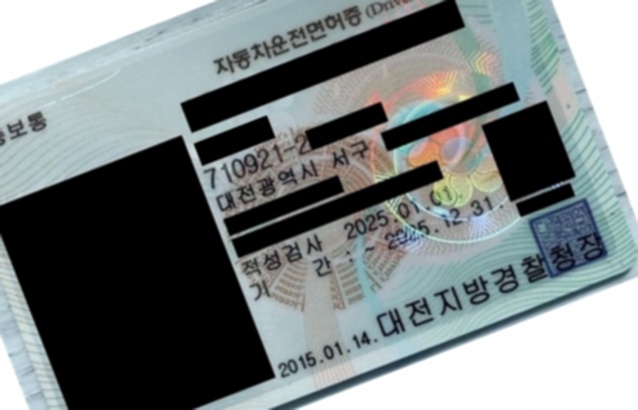 자동차운전면허증 (Driver
보통
710921-2
대전광역시 서구
적성검사 2025.01.01.
기 간 : ~ 2025.12.31.
2015.01.14. 대전지방경찰청장